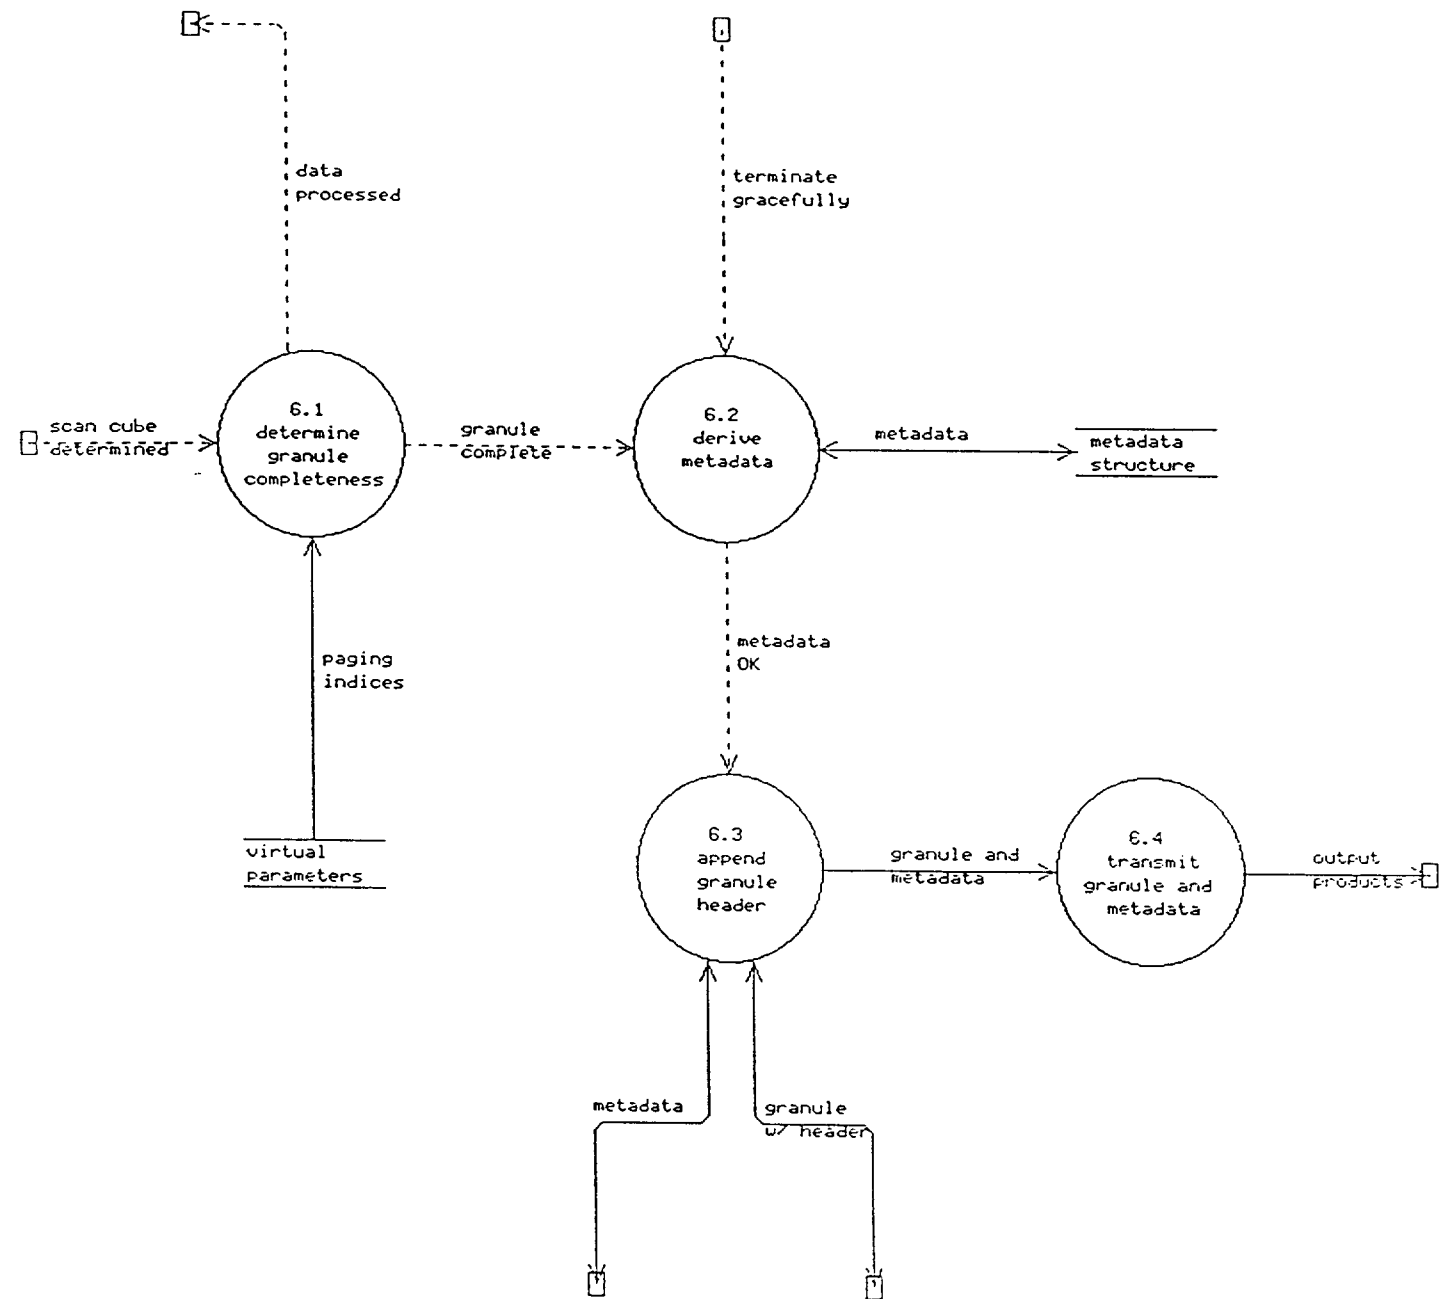 data
processed
terminate
gracefully
scan cube
determined
6.1
determine
granule
completeness
granule
complete
6.2
derive
metadata
metadata
metadata
structure
paging
indices
metadata
OK
virtual
parameters
6.3
append
granule
header
granule and
metadata
6.4
transmit
granule and
metadata
output
products
metadata
granule
w/ header